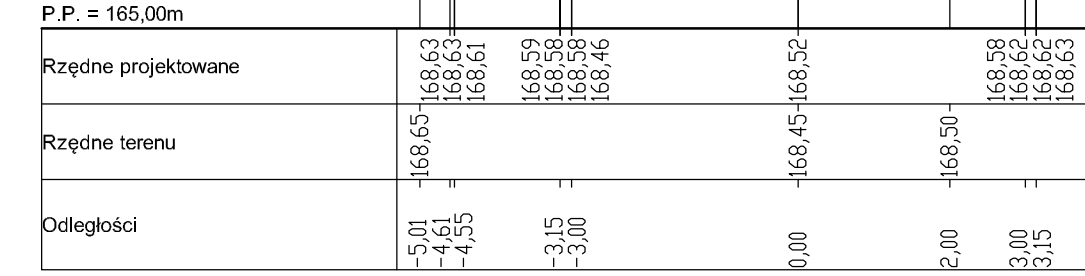 P.P. = 165,00m
Rzędne projektowane 168,63 168,63 168,61 168,59 168,58 168,58 168,46 168,52 168,58 168,62 168,62 168,63
Rzędne terenu 168,65 168,45 168,50
Odległości -5,01 -4,61 -4,55 -3,15 -3,00 0,00 2,00 3,00 3,15